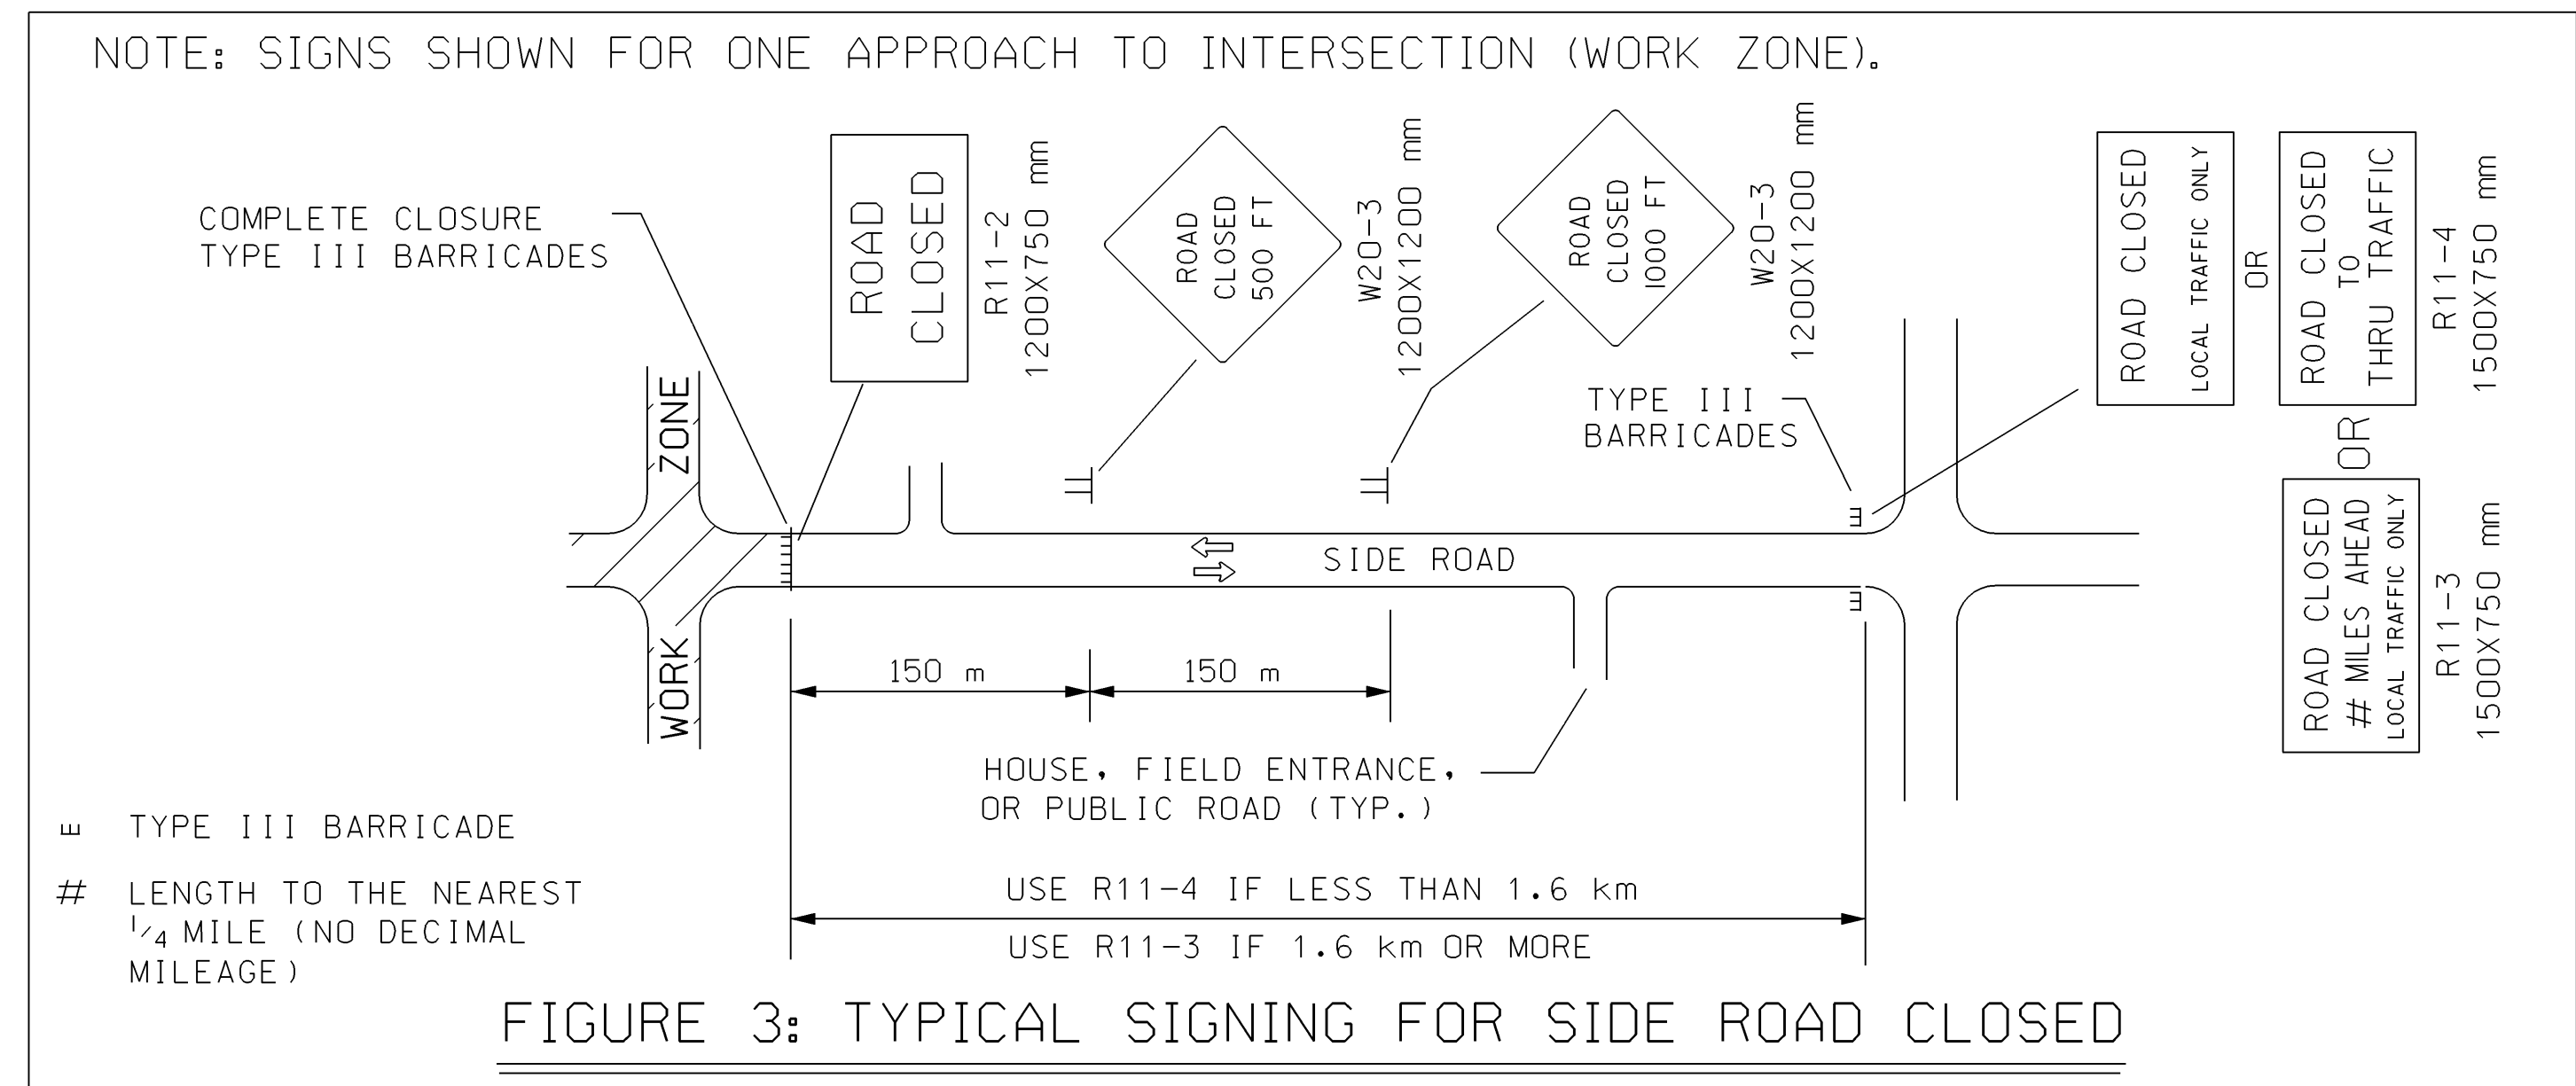 NOTE: SIGNS SHOWN FOR ONE APPROACH TO INTERSECTION (WORK ZONE).
COMPLETE CLOSURE
TYPE III BARRICADES
ROAD
CLOSED
R11-2
1200X750 mm
ROAD
CLOSED
500 FT
W20-3
1200X1200 mm
ROAD
CLOSED
1000 FT
W20-3
1200X1200 mm
TYPE III
BARRICADES
ROAD CLOSED
LOCAL TRAFFIC ONLY
OR
ROAD CLOSED
TO
THRU TRAFFIC
R11-4
1500X750 mm
OR
ROAD CLOSED
# MILES AHEAD
LOCAL TRAFFIC ONLY
R11-3
1500X750 mm
WORK ZONE
SIDE ROAD
150 m
150 m
HOUSE, FIELD ENTRANCE,
OR PUBLIC ROAD (TYP.)
E TYPE III BARRICADE
# LENGTH TO THE NEAREST
1/4 MILE (NO DECIMAL
MILEAGE)
USE R11-4 IF LESS THAN 1.6 km
USE R11-3 IF 1.6 km OR MORE
FIGURE 3: TYPICAL SIGNING FOR SIDE ROAD CLOSED